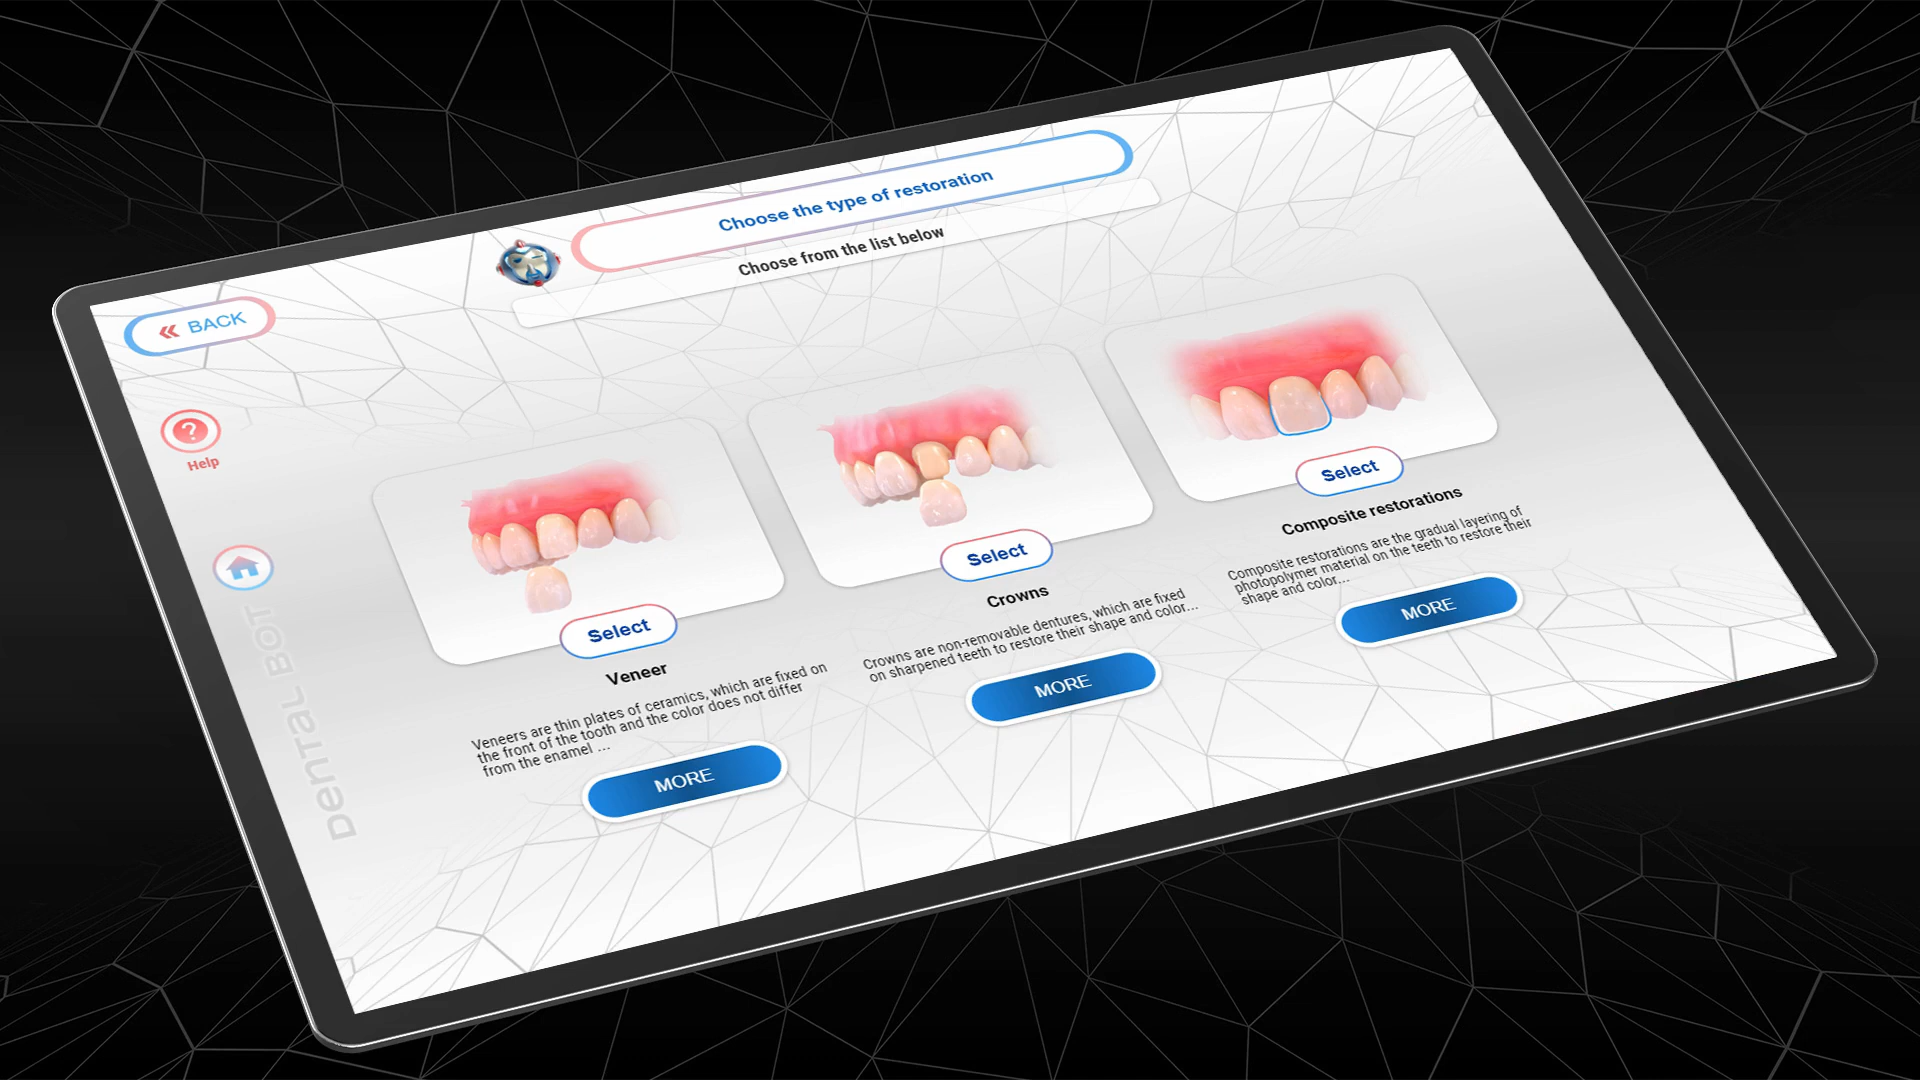 Choose the type of restoration
Choose from the list below
BACK
?
Help
Dental BOT
Select
Veneer
Veneers are thin plates of ceramics, which are fixed on
the front of the tooth and the color does not differ
from the enamel ...
MORE
Select
Crowns
Crowns are non-removable dentures, which are fixed
on sharpened teeth to restore their shape and color...
MORE
Select
Composite restorations
Composite restorations are the gradual layering of
photopolymer material on the teeth to restore their
shape and color...
MORE